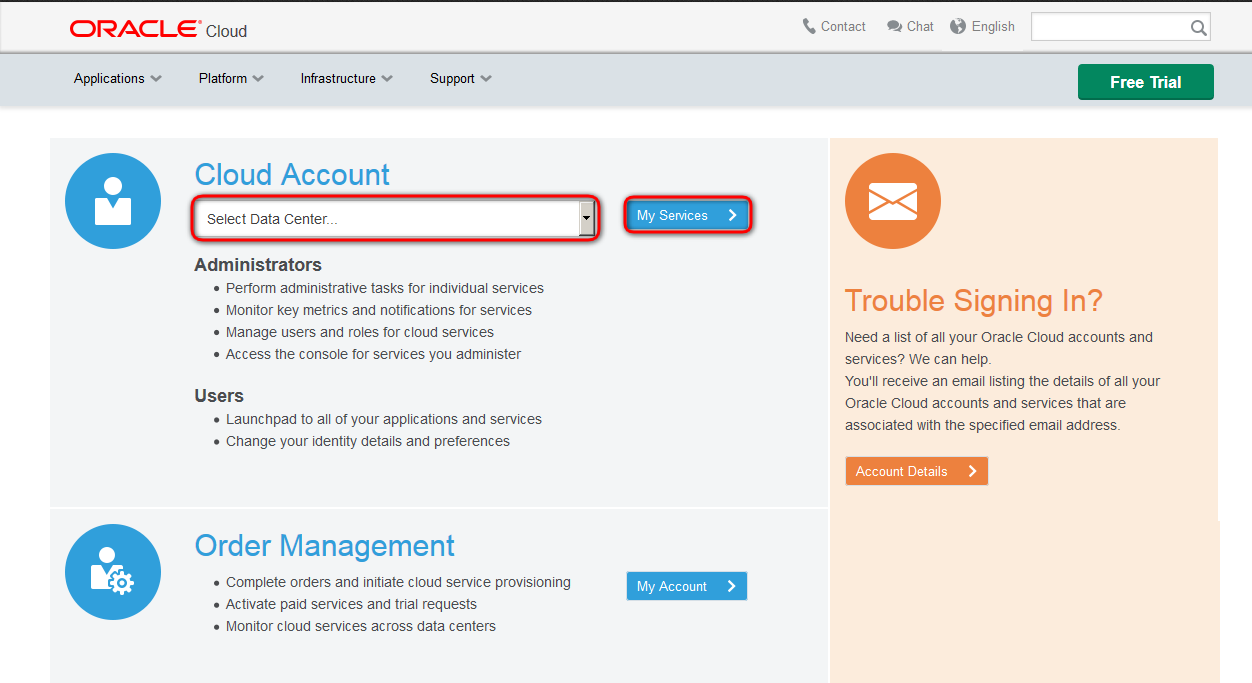 ORACLE® Cloud
Contact Chat English
Applications Platform Infrastructure Support
Free Trial
Cloud Account
Select Data Center...
My Services
Administrators
• Perform administrative tasks for individual services
• Monitor key metrics and notifications for services
• Manage users and roles for cloud services
• Access the console for services you administer
Users
• Launchpad to all of your applications and services
• Change your identity details and preferences
Order Management
• Complete orders and initiate cloud service provisioning
• Activate paid services and trial requests
• Monitor cloud services across data centers
My Account
Trouble Signing In?
Need a list of all your Oracle Cloud accounts and
services? We can help.
You'll receive an email listing the details of all your
Oracle Cloud accounts and services that are
associated with the specified email address.
Account Details